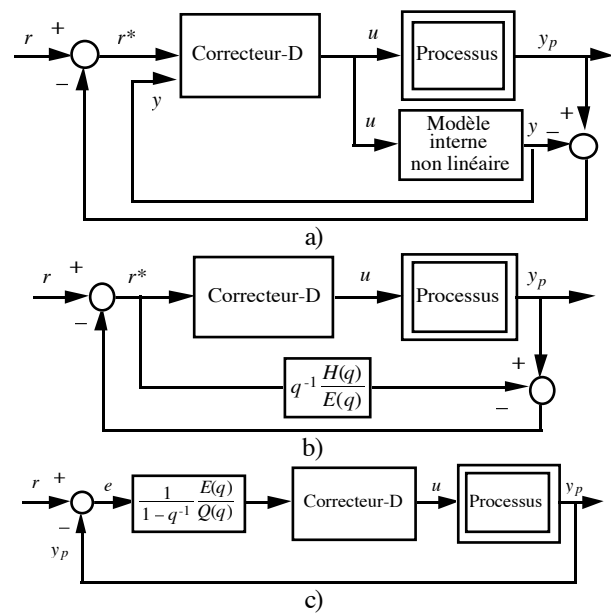 r + r* Correcteur-D u Processus y_p
−
y
u Modèle interne non linéaire y − +
a)
r + r* Correcteur-D u Processus y_p
−
q⁻¹ H(q)/E(q) + −
b)
r + e 1/(1 − q⁻¹) E(q)/Q(q) Correcteur-D u Processus y_p
−
y_p
c)